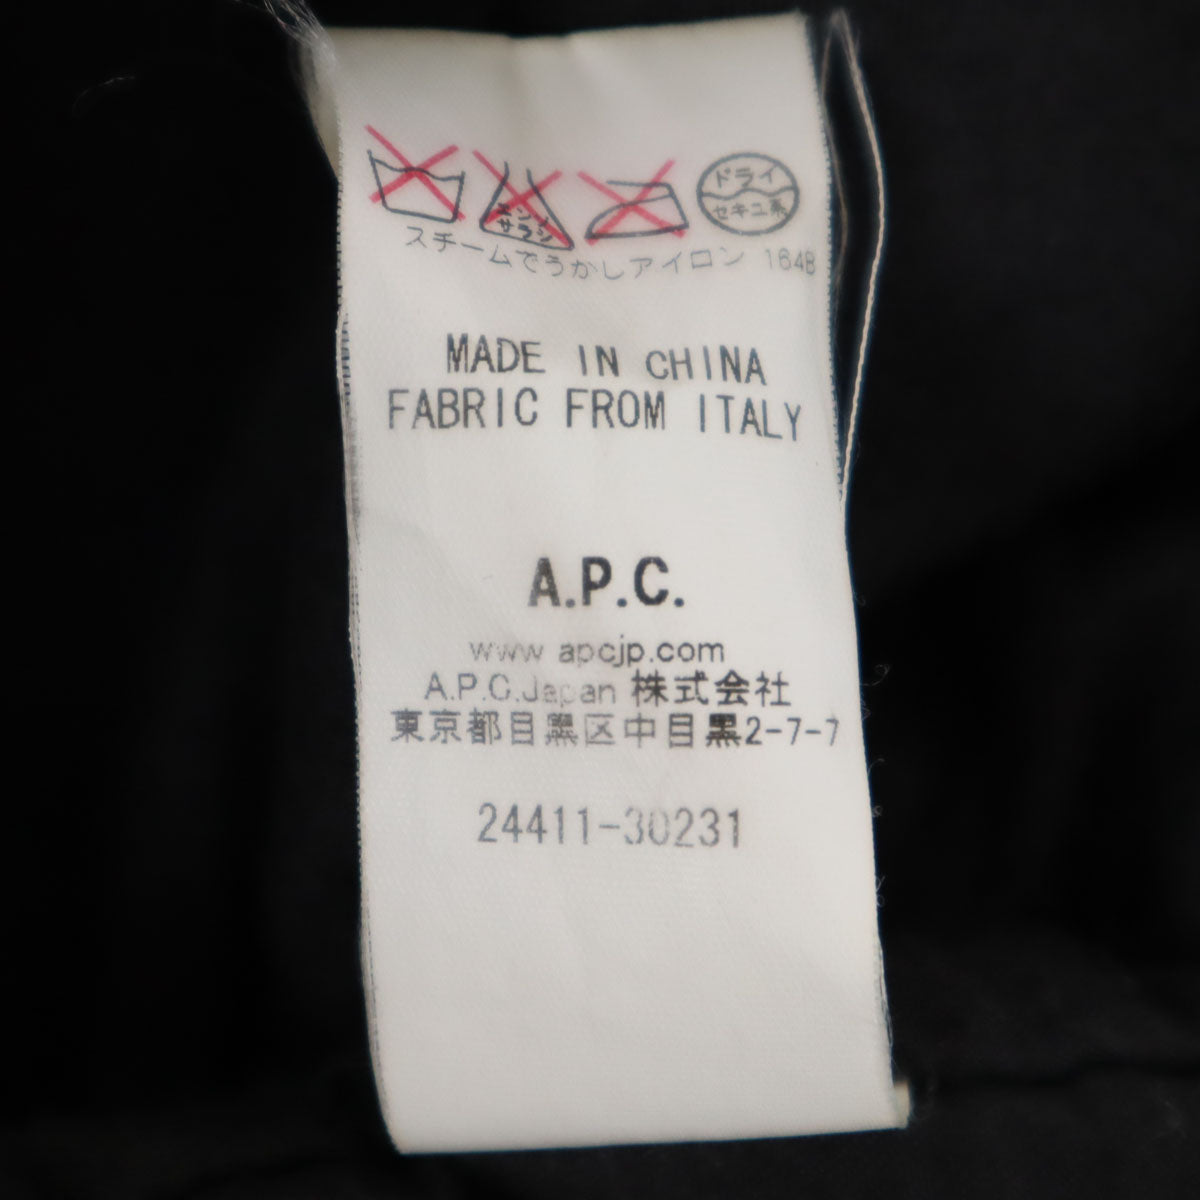 エンソ
サラシ
ドライ
セキユ系
スチームでうかしアイロン 164B
MADE IN CHINA
FABRIC FROM ITALY
A.P.C.
www apcjp.com
A.P.C.Japan 株式会社
東京都目黒区中目黒2-7-7
24411-30231